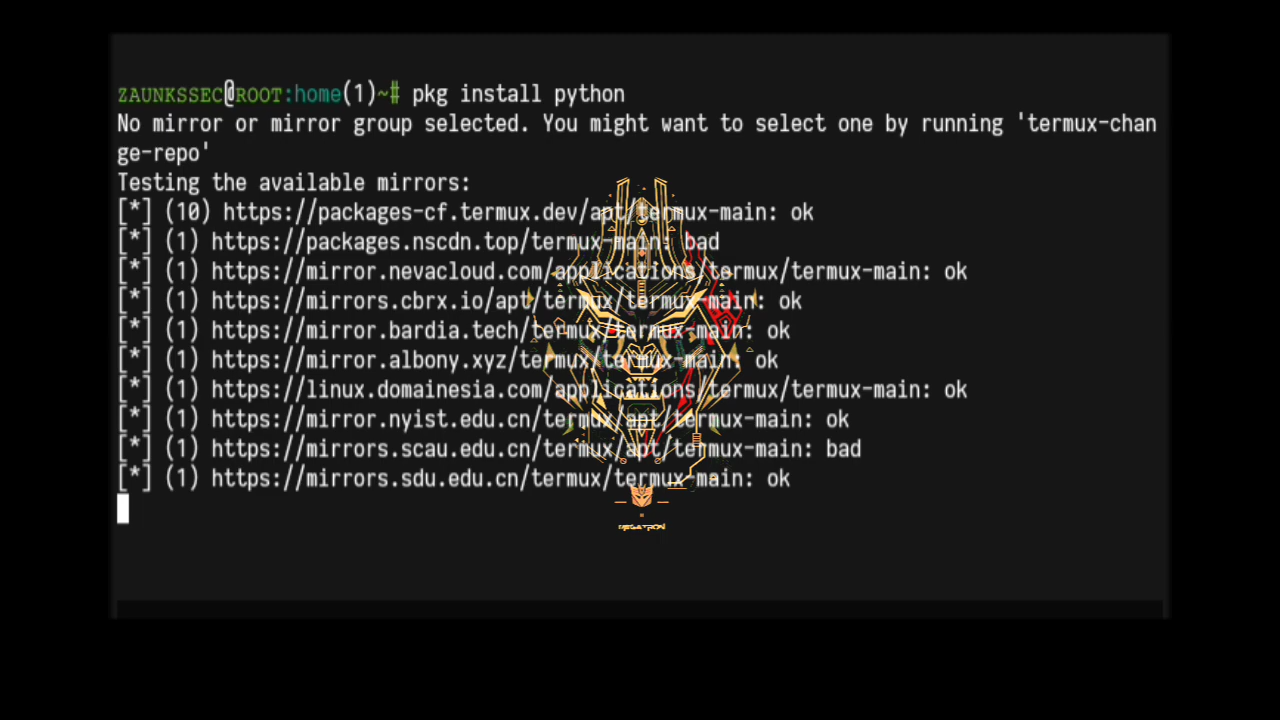 ZAUNKSSEC@ROOT:home(1)~# pkg install python
No mirror or mirror group selected. You might want to select one by running 'termux-chan
ge-repo'
Testing the available mirrors:
[*] (10) https://packages-cf.termux.dev/apt/termux-main: ok
[*] (1) https://packages.nscdn.top/termux-main: bad
[*] (1) https://mirror.nevacloud.com/applications/termux/termux-main: ok
[*] (1) https://mirrors.cbrx.io/apt/termux/termux-main: ok
[*] (1) https://mirror.bardia.tech/termux/termux-main: ok
[*] (1) https://mirror.albony.xyz/termux/termux-main: ok
[*] (1) https://linux.domainesia.com/applications/termux/termux-main: ok
[*] (1) https://mirror.nyist.edu.cn/termux/apt/termux-main: ok
[*] (1) https://mirrors.scau.edu.cn/termux/apt/termux-main: bad
[*] (1) https://mirrors.sdu.edu.cn/termux/termux-main: ok
MEGATRON